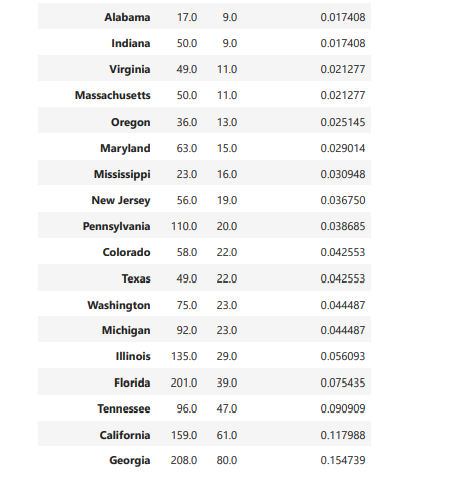 Alabama 17.0 9.0 0.017408
Indiana 50.0 9.0 0.017408
Virginia 49.0 11.0 0.021277
Massachusetts 50.0 11.0 0.021277
Oregon 36.0 13.0 0.025145
Maryland 63.0 15.0 0.029014
Mississippi 23.0 16.0 0.030948
New Jersey 56.0 19.0 0.036750
Pennsylvania 110.0 20.0 0.038685
Colorado 58.0 22.0 0.042553
Texas 49.0 22.0 0.042553
Washington 75.0 23.0 0.044487
Michigan 92.0 23.0 0.044487
Illinois 135.0 29.0 0.056093
Florida 201.0 39.0 0.075435
Tennessee 96.0 47.0 0.090909
California 159.0 61.0 0.117988
Georgia 208.0 80.0 0.154739